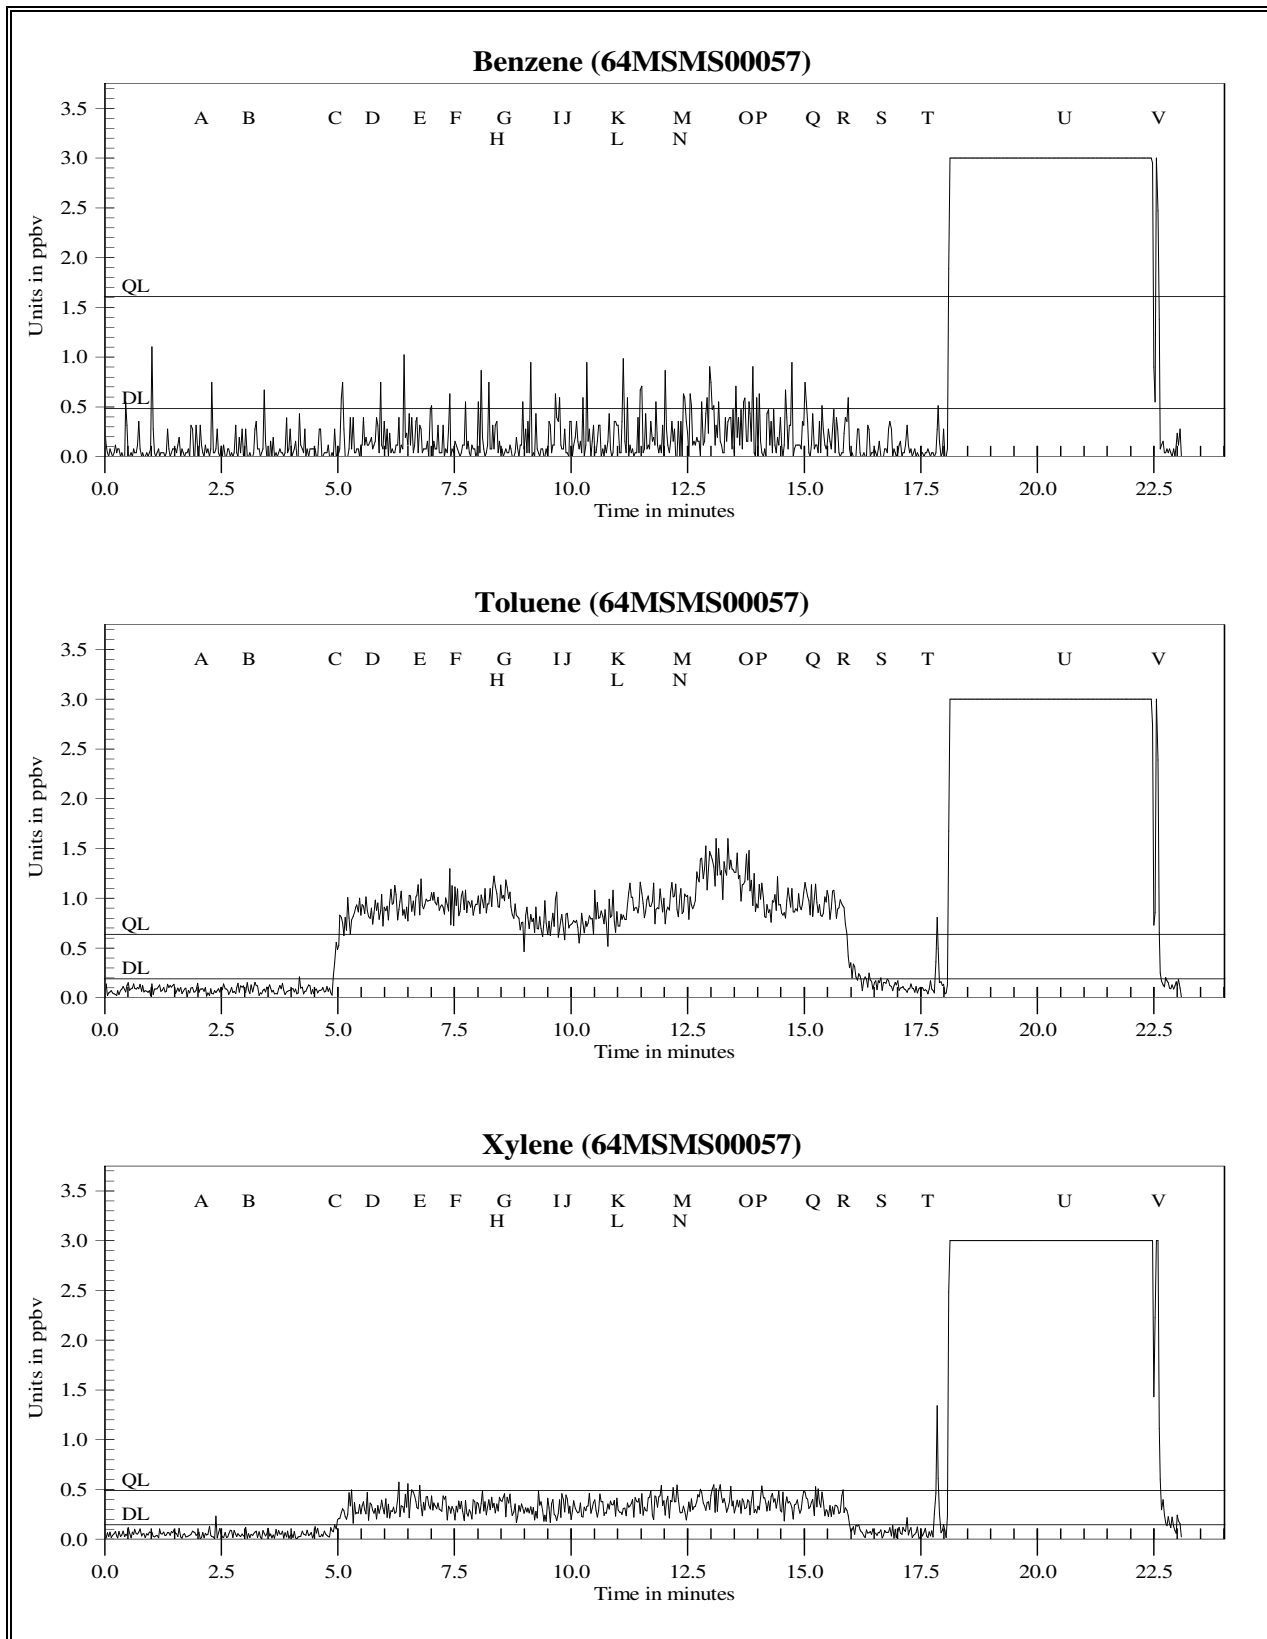 Benzene (64MSMS00057)
3.5
A B C D E F G I J K M O P Q R S T U V
H L N
3.0
2.5
2.0
QL
1.5
1.0
DL
0.5
0.0
Units in ppbv
0.0 2.5 5.0 7.5 10.0 12.5 15.0 17.5 20.0 22.5
Time in minutes
Toluene (64MSMS00057)
3.5
A B C D E F G I J K M O P Q R S T U V
H L N
3.0
2.5
2.0
1.5
1.0
QL
0.5
DL
0.0
Units in ppbv
0.0 2.5 5.0 7.5 10.0 12.5 15.0 17.5 20.0 22.5
Time in minutes
Xylene (64MSMS00057)
3.5
A B C D E F G I J K M O P Q R S T U V
H L N
3.0
2.5
2.0
1.5
1.0
QL
0.5
DL
0.0
Units in ppbv
0.0 2.5 5.0 7.5 10.0 12.5 15.0 17.5 20.0 22.5
Time in minutes